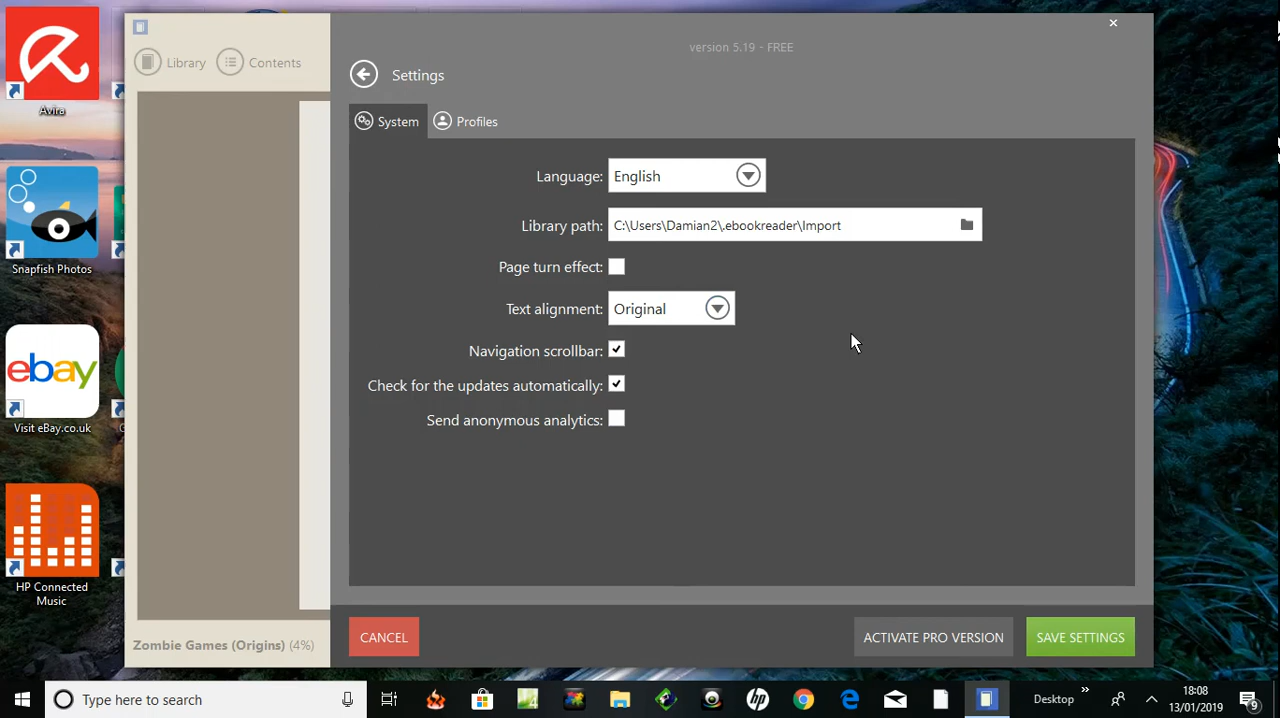 version 5.19 - FREE
Library
Contents
Settings
System
Profiles
Language: English
Library path: C:\Users\Damian2\.ebookreader\Import
Page turn effect:
Text alignment: Original
Navigation scrollbar:
Check for the updates automatically:
Send anonymous analytics:
CANCEL
ACTIVATE PRO VERSION
SAVE SETTINGS
Zombie Games (Origins) (4%)
Avira
Snapfish Photos
ebay
Visit eBay.co.uk
HP Connected
Music
Type here to search
Desktop
18:08
13/01/2019
9